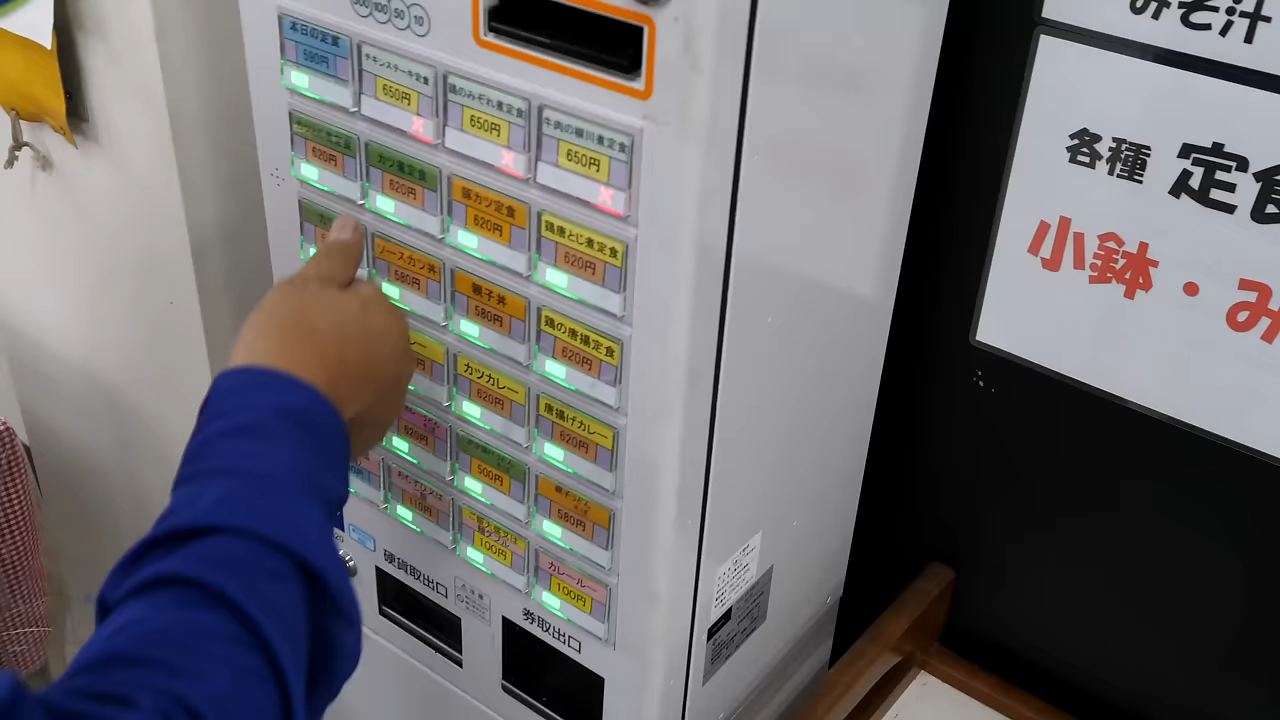 100 50 10
本日の定食
590円
チキンステーキ定食
650円
鶏のみぞれ煮定食
650円
牛肉の柳川煮定食
650円
620円
カツ煮定食
620円
豚カツ定食
620円
鶏唐とじ煮定食
620円
ソースカツ丼
580円
親子丼
580円
鶏の唐揚定食
620円
カツカレー
620円
唐揚げカレー
620円
620円
500円
親子うどん
580円
110円
100円
カレールー
100円
硬貨取出口
券取出口
みそ汁
各種 定食
小鉢・み